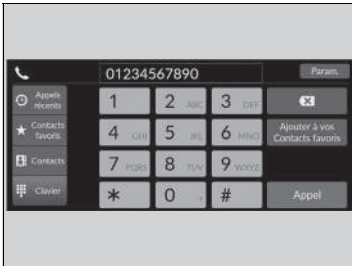 01234567890
Param.
Appels
récents
1
2 ABC
3 DEF
Contacts
favoris
4 GHI
5 JKL
6 MNO
Ajouter à vos
Contacts favoris
Contacts
7 PQRS
8 TUV
9 WXYZ
Clavier
*
0 +
#
Appel